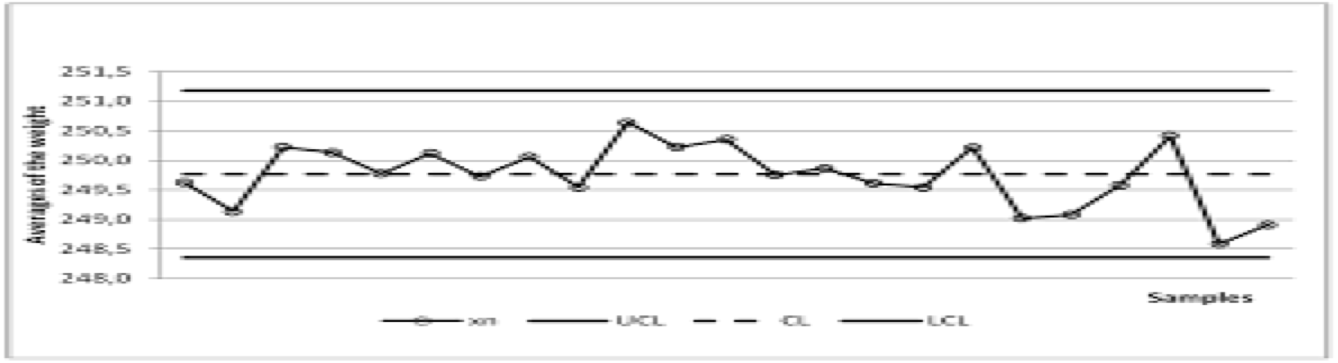 Averages of the weight
251,5
251,0
250,5
250,0
249,5
249,0
248,5
248,0
Samples
xn UCL CL LCL